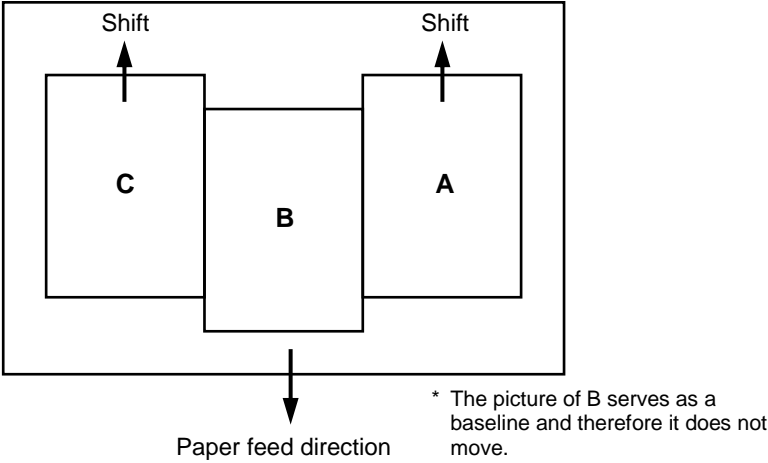 Shift
Shift
C
B
A
Paper feed direction
* The picture of B serves as a
baseline and therefore it does not
move.